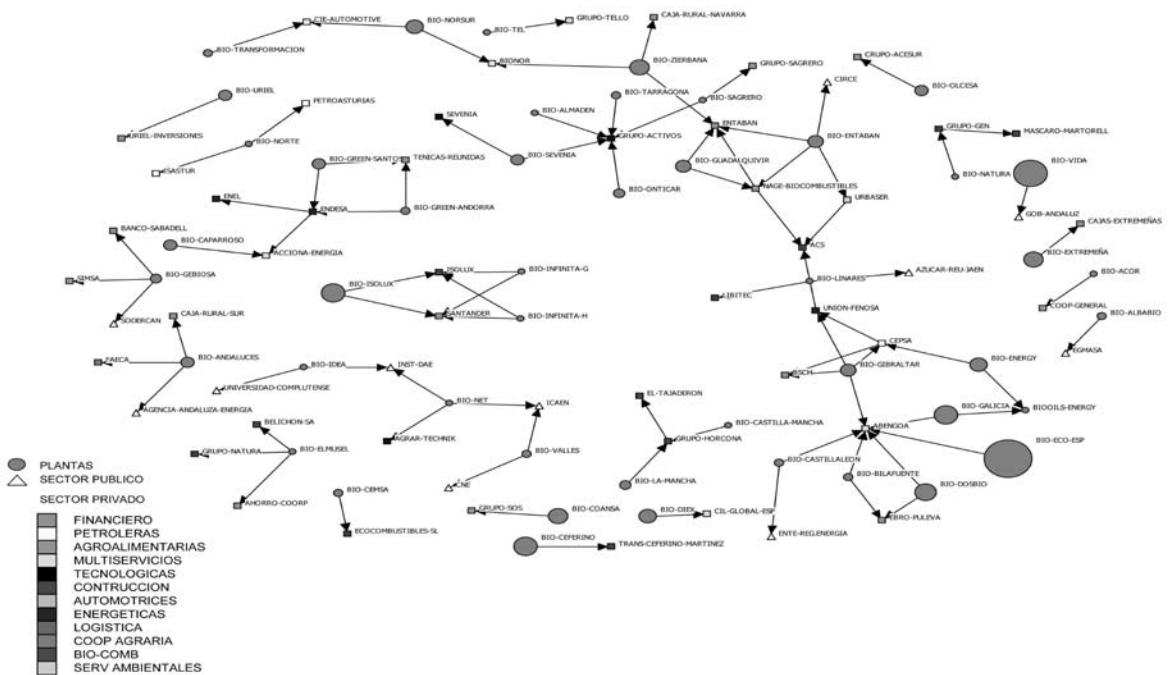 CIE-AUTOMOTIVE
BIO-NORSUR
BIO-TEL
GRUPO-TELLO
CAJA-RURAL-NAVARRA
BIO-TRANSFORMACION
BIONOR
BIO-ZIERBANA
GRUPO-SAGRERO
CRUPO-ACESUR
CIRCE
BIO-OLCESA
BIO-URIEL
PETROASTURIAS
SEVENIA
BIO-ALMADEN
BIO-TARRAGONA
BIO-SAGRERO
ENTABAN
URIEL-INVERSIONES
BIO-NORTE
GRUPO-ACTIVOS
BIO-ENTABAN
GRUPO-GEN
MASCARO-MARTORELL
ESASTUR
BIO-GREEN-SANTOS
TENICAS-REUNIDAS
BIO-SEVENIA
BIO-GUADALQUIVIR
BIO-VIDA
BIO-NATURA
ENEL
BIO-ONTICAR
NAGE-BIOCOMBUSTIBLES
URBASER
ENDESA
BIO-GREEN-ANDORRA
GOB-ANDALUZ
BANCO-SABADELL
BIO-CAPARROSO
ACCIONA-ENERGIA
ACS
CAJAS-EXTREMEÑAS
BIO-EXTREMEÑA
SIMSA
BIO-GEBIOSA
BIO-ISOLUX
ISOLUX
BIO-INFINITA-G
BIO-LINARES
AZUCAR-REU-JAEN
BIO-ACOR
LIBITEC
SODERCAN
SANTANDER
BIO-INFINITA-H
UNION-FENOSA
COOP-GENERAL
BIO-ALBABIO
CAJA-RURAL-SUR
CEPSA
EGMASA
FAECA
BIO-ANDALUCES
BIO-IDEA
INST-DAE
BSCH
BIO-GIBRALTAR
BIO-ENERGY
UNIVERSIDAD-COMPLUTENSE
EL-TAJADERON
AGENCIA-ANDALUZA-ENERGIA
BIO-NET
ICAEN
BIO-GALICIA
BIOOILS-ENERGY
BELICHON-SA
BIO-CASTILLA-MANCHA
ABENGOA
AGRAR-TECHNIK
GRUPO-HORCONA
GRUPO-NATURA
BIO-ELMUSEL
BIO-VALLES
BIO-ECO-ESP
BIO-CASTILLALEON
BIO-BILAFUENTE
BIO-LA-MANCHA
CNE
BIO-CEMSA
BIO-DOSBIO
AHORRO-COORP
GRUPO-SOS
BIO-COANSA
BIO-DIEX
CIL-GLOBAL-ESP
EBRO-PULEVA
ECOCOMBUSTIBLES-SL
ENTE-REG.ENERGIA
BIO-CEFERINO
TRANS-CEFERINO-MARTINEZ
PLANTAS
SECTOR PUBLICO
SECTOR PRIVADO
FINANCIERO
PETROLERAS
AGROALIMENTARIAS
MULTISERVICIOS
TECNOLOGICAS
CONTRUCCION
AUTOMOTRICES
ENERGETICAS
LOGISTICA
COOP AGRARIA
BIO-COMB
SERV AMBIENTALES